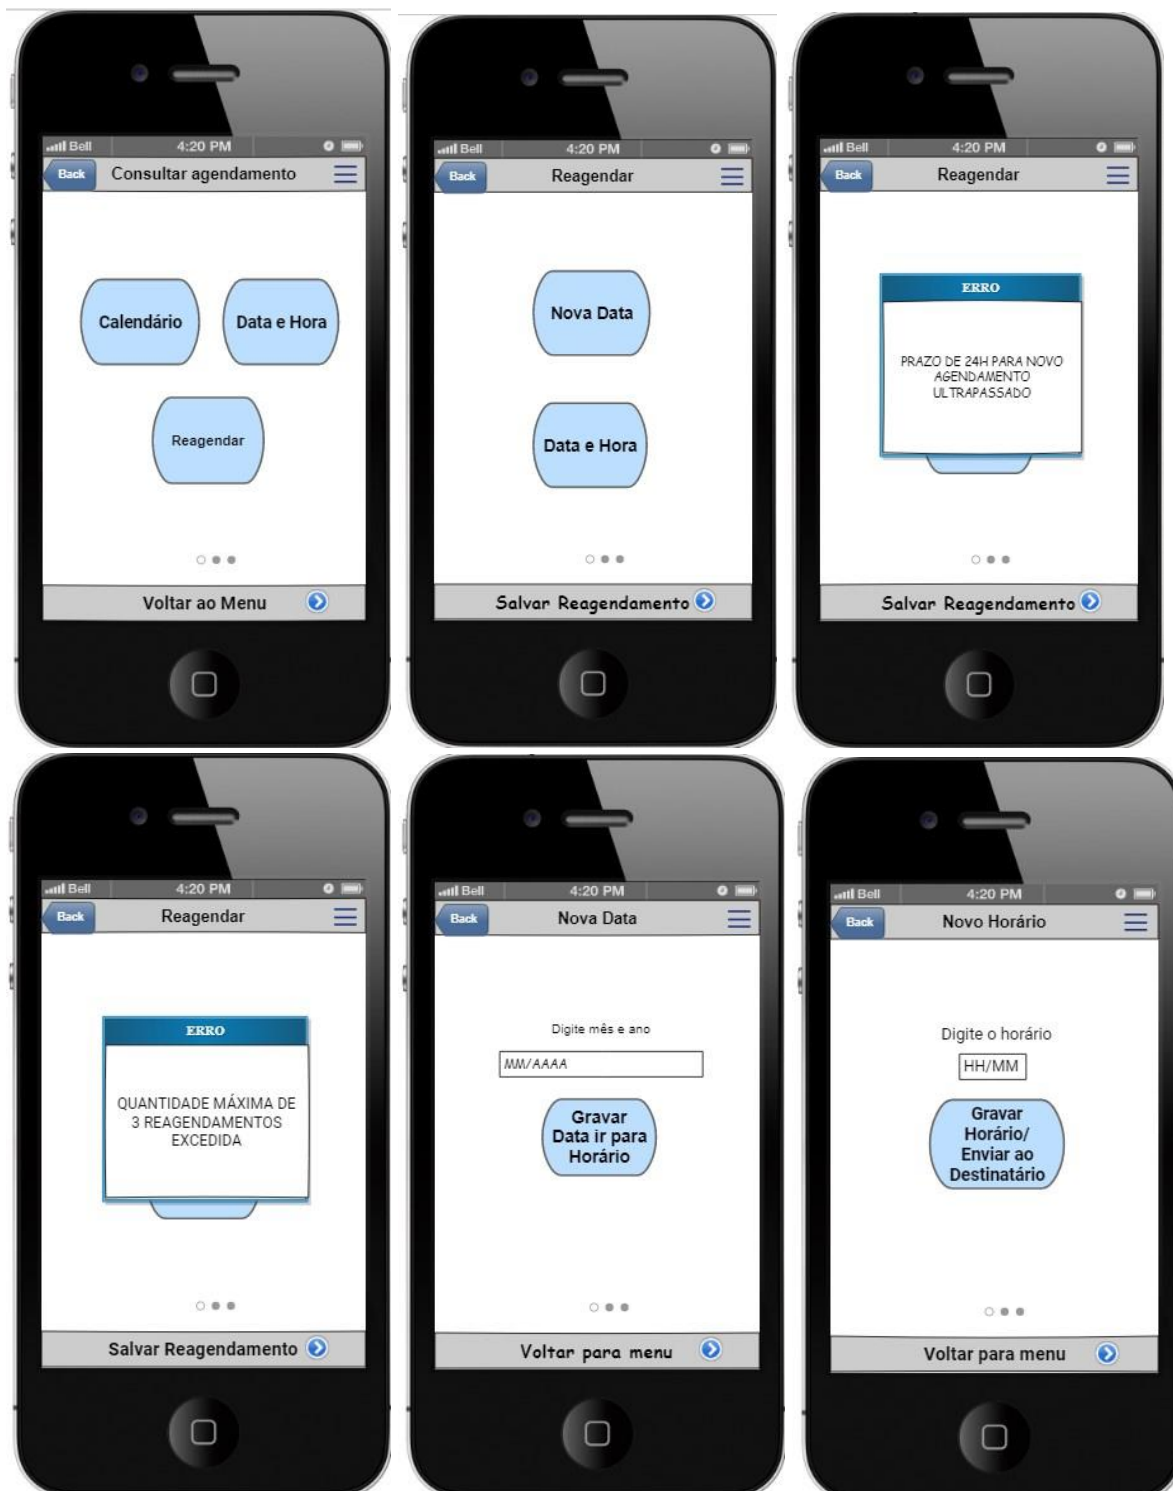 Bell 4:20 PM
Back Consultar agendamento
Calendário Data e Hora
Reagendar
Voltar ao Menu
Bell 4:20 PM
Back Reagendar
Nova Data
Data e Hora
Salvar Reagendamento
Bell 4:20 PM
Back Reagendar
ERRO
PRAZO DE 24H PARA NOVO
AGENDAMENTO
ULTRAPASSADO
Salvar Reagendamento
Bell 4:20 PM
Back Reagendar
ERRO
QUANTIDADE MÁXIMA DE
3 REAGENDAMENTOS
EXCEDIDA
Salvar Reagendamento
Bell 4:20 PM
Back Nova Data
Digite mês e ano
MM/AAAA
Gravar
Data ir para
Horário
Voltar para menu
Bell 4:20 PM
Back Novo Horário
Digite o horário
HH/MM
Gravar
Horário/
Enviar ao
Destinatário
Voltar para menu